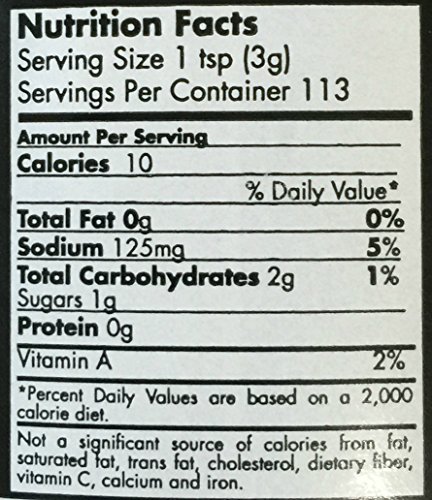 Nutrition Facts
Serving Size 1 tsp (3g)
Servings Per Container 113
Amount Per Serving
Calories 10
% Daily Value*
Total Fat 0g 0%
Sodium 125mg 5%
Total Carbohydrates 2g 1%
Sugars 1g
Protein 0g
Vitamin A 2%
*Percent Daily Values are based on a 2,000
calorie diet.
Not a significant source of calories from fat,
saturated fat, trans fat, cholesterol, dietary fiber,
vitamin C, calcium and iron.